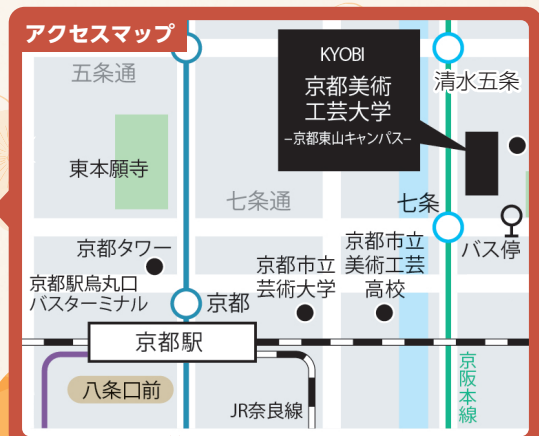 アクセスマップ
KYOBI
京都美術
工芸大学
–京都東山キャンパス–
五条通
清水五条
東本願寺
七条通
七条
京都タワー
京都市立
芸術大学
京都市立
美術工芸
高校
バス停
京都駅烏丸口
バスターミナル
京都
京都駅
八条口前
JR奈良線
京阪本線